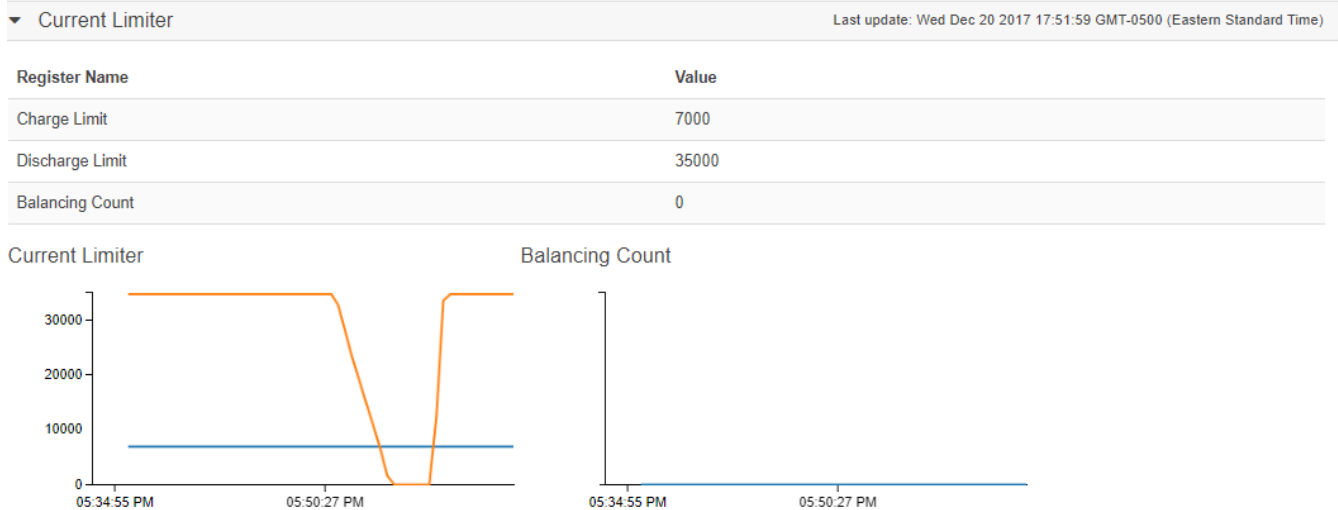 Current Limiter
Last update: Wed Dec 20 2017 17:51:59 GMT-0500 (Eastern Standard Time)
Register Name Value
Charge Limit 7000
Discharge Limit 35000
Balancing Count 0
Current Limiter
30000
20000
10000
0
05:34:55 PM 05:50:27 PM
Balancing Count
05:34:55 PM 05:50:27 PM